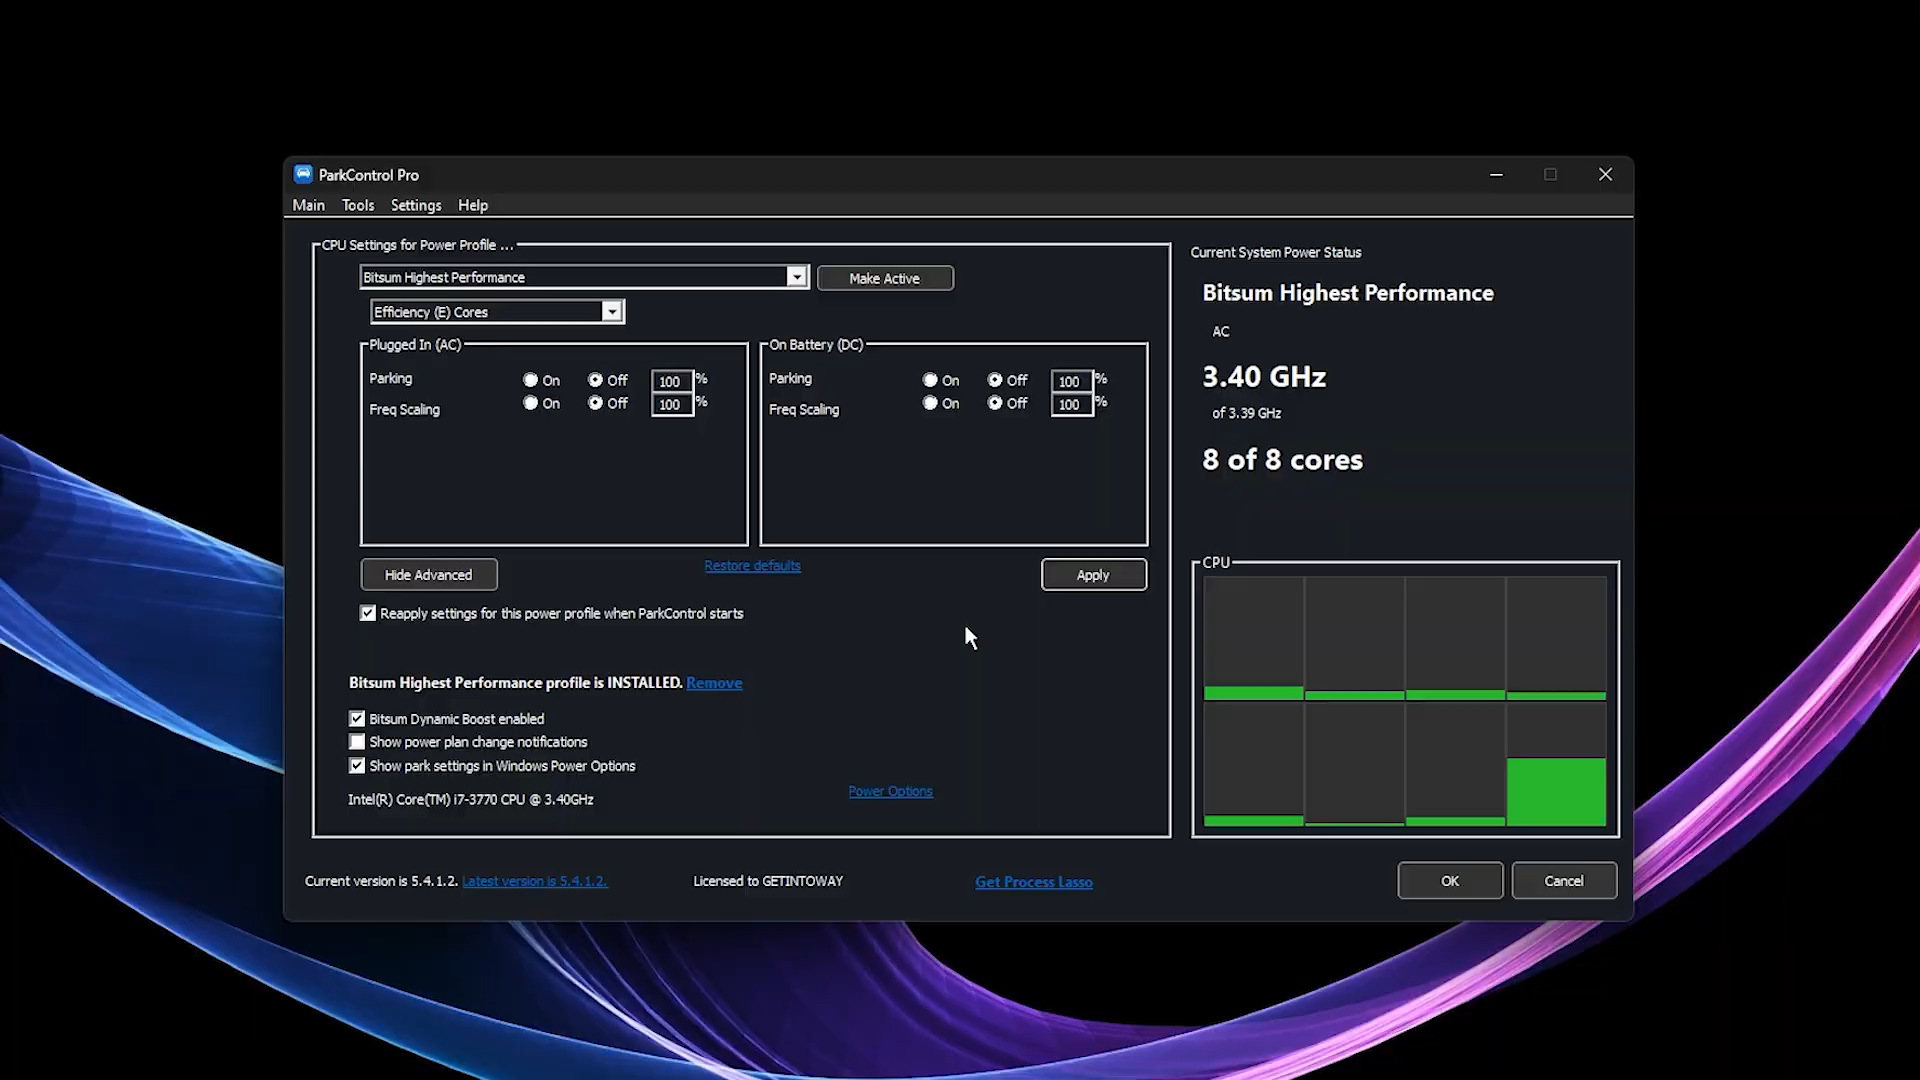 ParkControl Pro
Main Tools Settings Help
CPU Settings for Power Profile ...
Bitsum Highest Performance
Make Active
Efficiency (E) Cores
Plugged In (AC)
Parking On Off 100 %
Freq Scaling On Off 100 %
On Battery (DC)
Parking On Off 100 %
Freq Scaling On Off 100 %
Hide Advanced
Restore defaults
Apply
Reapply settings for this power profile when ParkControl starts
Bitsum Highest Performance profile is INSTALLED. Remove
Bitsum Dynamic Boost enabled
Show power plan change notifications
Show park settings in Windows Power Options
Intel(R) Core(TM) i7-3770 CPU @ 3.40GHz
Power Options
Current System Power Status
Bitsum Highest Performance
AC
3.40 GHz
of 3.39 GHz
8 of 8 cores
CPU
Current version is 5.4.1.2. Latest version is 5.4.1.2.
Licensed to GETINTOWAY
Get Process Lasso
OK
Cancel